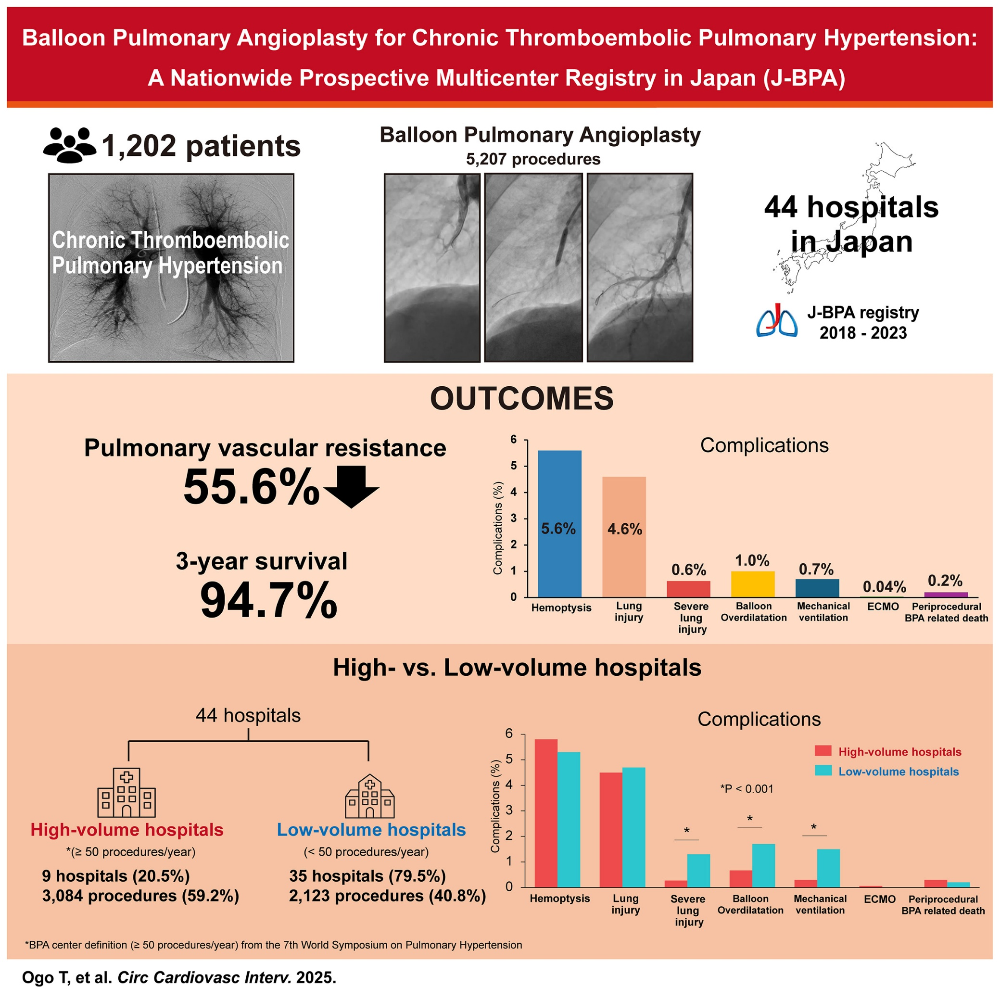 Balloon Pulmonary Angioplasty for Chronic Thromboembolic Pulmonary Hypertension:
A Nationwide Prospective Multicenter Registry in Japan (J-BPA)
1,202 patients
Chronic Thromboembolic
Pulmonary Hypertension
Balloon Pulmonary Angioplasty
5,207 procedures
44 hospitals
in Japan
J-BPA registry
2018 - 2023
OUTCOMES
Pulmonary vascular resistance
55.6%
3-year survival
94.7%
Complications
Complications (%)
6
5
4
3
2
1
0
5.6%
4.6%
0.6%
1.0%
0.7%
0.04%
0.2%
Hemoptysis
Lung
injury
Severe
lung
injury
Balloon
Overdilatation
Mechanical
ventilation
ECMO
Periprocedural
BPA related death
High- vs. Low-volume hospitals
44 hospitals
High-volume hospitals
*(≥ 50 procedures/year)
9 hospitals (20.5%)
3,084 procedures (59.2%)
Low-volume hospitals
(< 50 procedures/year)
35 hospitals (79.5%)
2,123 procedures (40.8%)
Complications
Complications (%)
6
5
4
3
2
1
0
High-volume hospitals
Low-volume hospitals
*P < 0.001
*
*
*
Hemoptysis
Lung
injury
Severe
lung
injury
Balloon
Overdilatation
Mechanical
ventilation
ECMO
Periprocedural
BPA related death
*BPA center definition (≥ 50 procedures/year) from the 7th World Symposium on Pulmonary Hypertension
Ogo T, et al. Circ Cardiovasc Interv. 2025.